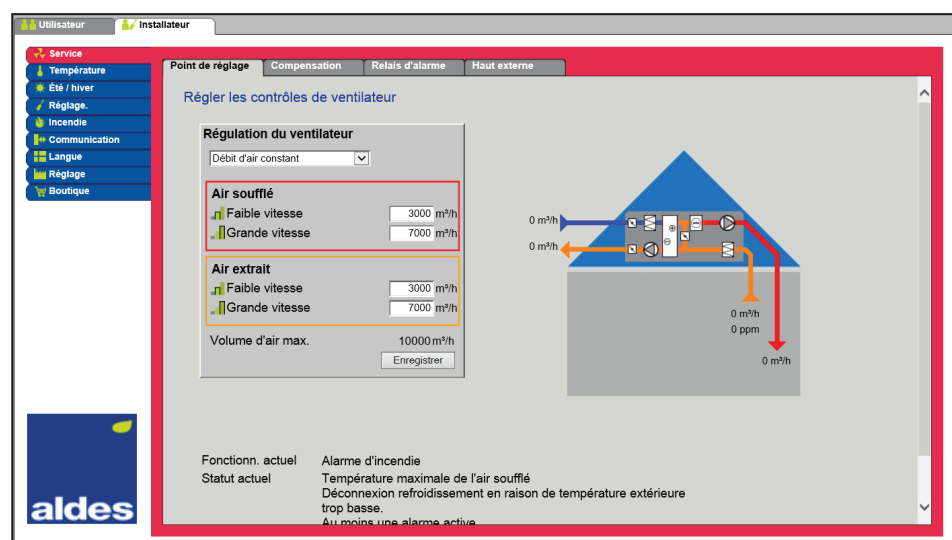 Utilisateur
Installateur
Service
Température
Été / hiver
Réglage.
Incendie
Communication
Langue
Réglage
Boutique
Point de réglage
Compensation
Relais d'alarme
Haut externe
Régler les contrôles de ventilateur
Régulation du ventilateur
Débit d'air constant
Air soufflé
Faible vitesse 3000 m³/h
Grande vitesse 7000 m³/h
Air extrait
Faible vitesse 3000 m³/h
Grande vitesse 7000 m³/h
Volume d'air max. 10000 m³/h
Enregistrer
0 m³/h
0 m³/h
0 m³/h
0 ppm
0 m³/h
Fonctionn. actuel Alarme d'incendie
Statut actuel Température maximale de l'air soufflé
Déconnexion refroidissement en raison de température extérieure
trop basse.
Au moins une alarme active
aldes